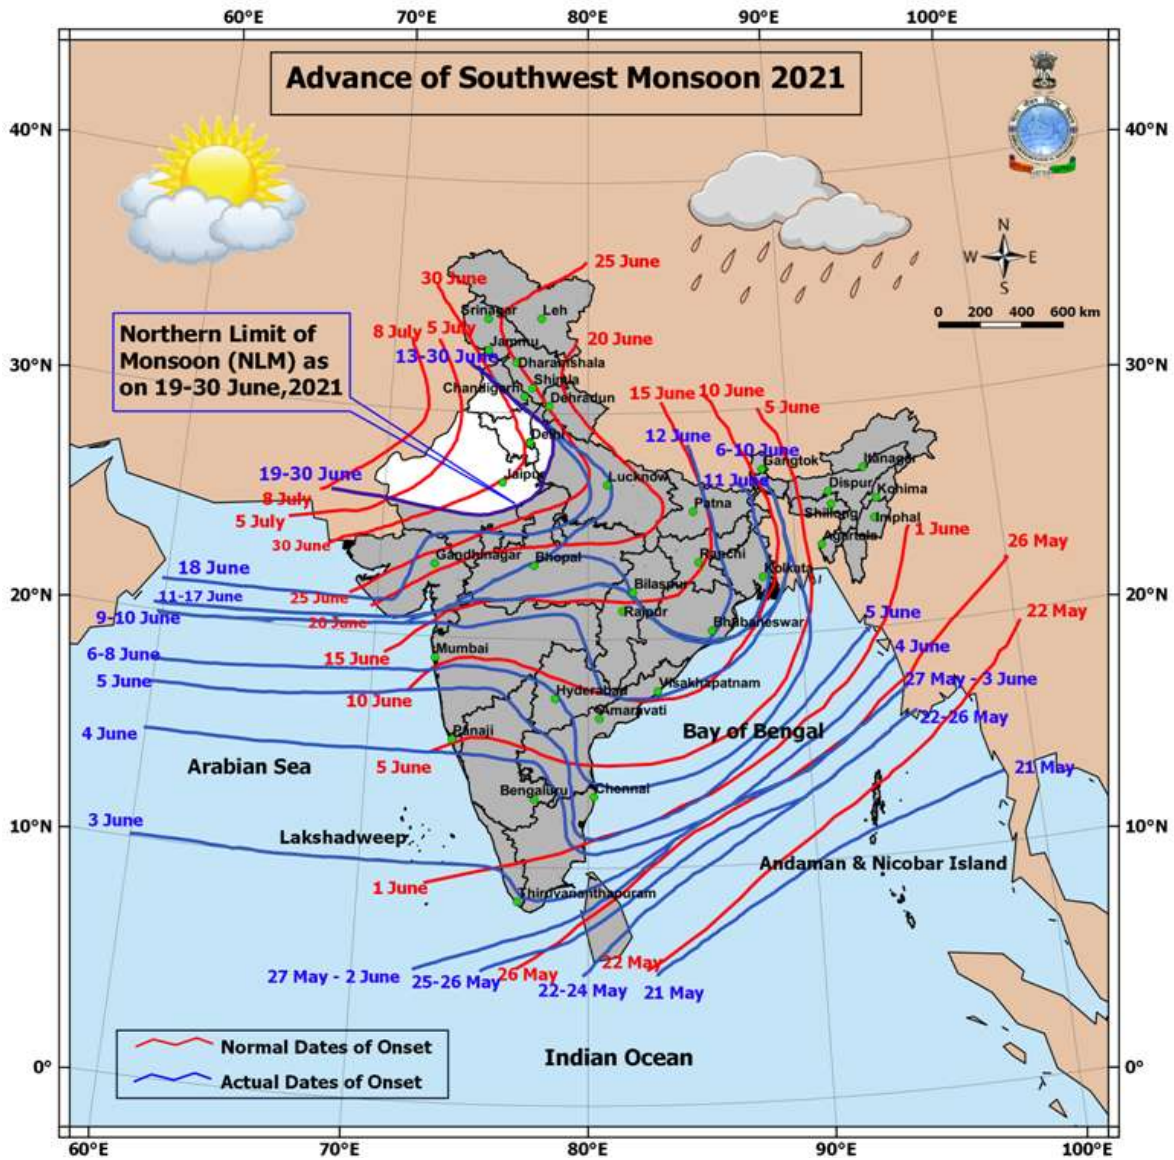 60°E 70°E 80°E 90°E 100°E
Advance of Southwest Monsoon 2021
40°N 40°N
N
W E
S
25 June
30 June
0 200 400 600 km
Srinagar Leh
Northern Limit of
Monsoon (NLM) as
on 19-30 June,2021
8 July 5 July
20 June
Jammu
13-30 June
Dharamshala
30°N 30°N
Shimla
Chandigarh
Dehradun
15 June 10 June
5 June
Delhi
12 June
6-10 June
Gangtok Itanagar
19-30 June
Jaipur
Lucknow
11 June
Dispur Kohima
8 July
Patna
Shillong Imphal
5 July
1 June
30 June
Agartala
26 May
Gandhinagar Bhopal
Ranchi
18 June
Kolkata
Bilaspur
20°N 20°N
11-17 June
25 June
9-10 June
Raipur
5 June
22 May
20 June
Bhubaneswar
6-8 June
Mumbai
15 June
4 June
5 June
27 May - 3 June
Hyderabad Visakhapatnam
10 June
Amaravati
22-26 May
4 June
Panaji
Bay of Bengal
5 June
Arabian Sea
21 May
Bengaluru Chennai
3 June
10°N 10°N
Lakshadweep
Andaman & Nicobar Island
1 June
Thiruvananthapuram
27 May - 2 June
25-26 May
26 May
22 May
22-24 May
21 May
Indian Ocean
Normal Dates of Onset
Actual Dates of Onset
0° 0°
60°E 70°E 80°E 90°E 100°E